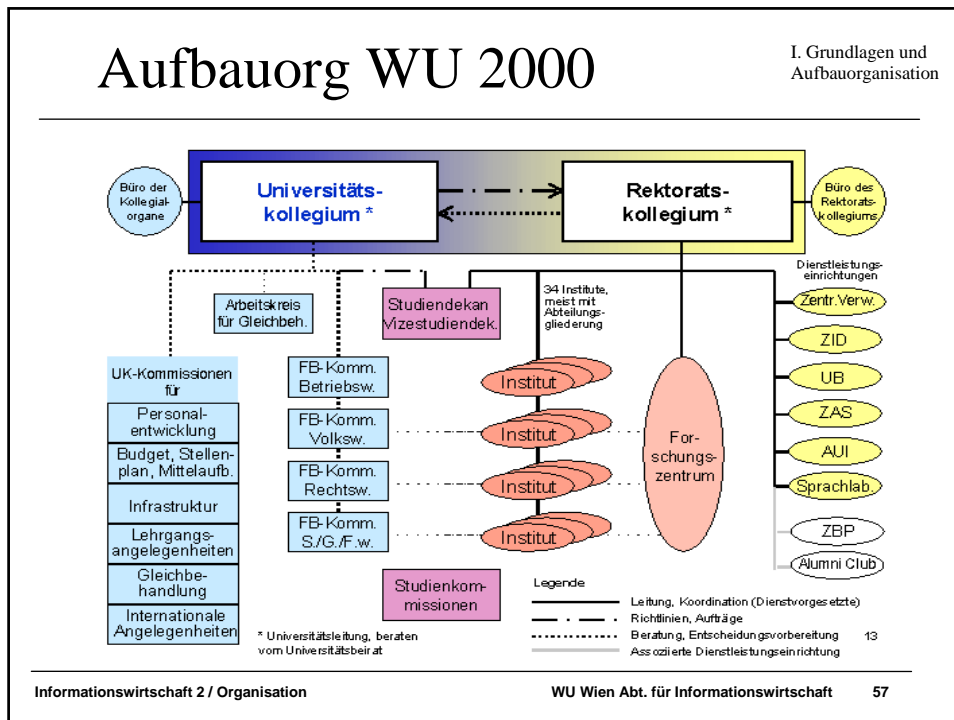 Aufbauorg WU 2000
I. Grundlagen und
Aufbauorganisation
Büro der
Kollegial-
organe
Universitäts-
kollegium *
Rektorats-
kollegium *
Büro des
Rektorats-
kollegiums
Arbeitskreis
für Gleichbeh.
Studiendekan
Vizestudiendek.
34 Institute,
meist mit
Abteilungs-
gliederung
Dienstleistungs-
einrichtungen
Zentr.Verw.
ZID
UB
ZAS
AUI
Sprachlab.
ZBP
Alumni Club
UK-Kommissionen
für
Personal-
entwicklung
Budget, Stellen-
plan, Mittelaufb.
Infrastruktur
Lehrgangs-
angelegenheiten
Gleichbe-
handlung
Internationale
Angelegenheiten
FB-Komm.
Betriebsw.
FB-Komm.
Volksw.
FB-Komm.
Rechtsw.
FB-Komm.
S./G./F.w.
Institut
Institut
Institut
Institut
For-
schungs-
zentrum
Studienkom-
missionen
Legende
Leitung, Koordination (Dienstvorgesetzte)
Richtlinien, Aufträge
Beratung, Entscheidungsvorbereitung
Assoziierte Dienstleistungseinrichtung
13
* Universitätsleitung, beraten
vom Universitätsbeirat
Informationswirtschaft 2 / Organisation
WU Wien Abt. für Informationswirtschaft 57